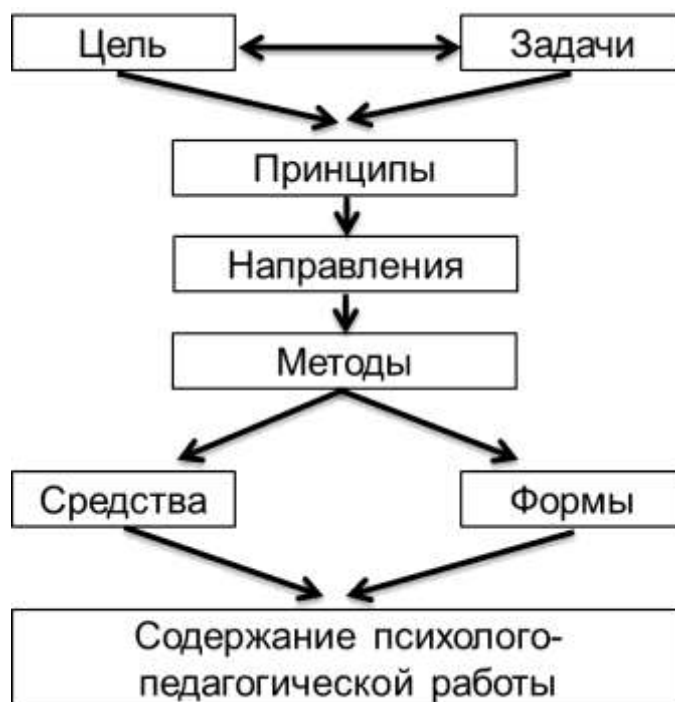 Цель
Задачи
Принципы
Направления
Методы
Средства
Формы
Содержание психолого-
педагогической работы